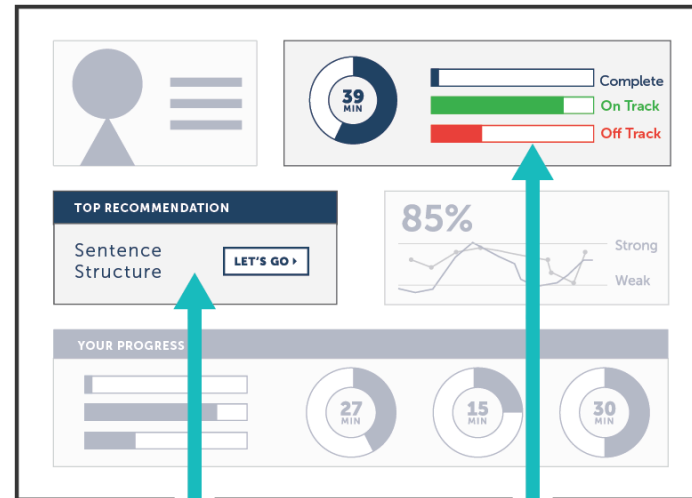 39
MIN
Complete
On Track
Off Track
TOP RECOMMENDATION
Sentence
Structure
LET'S GO ›
85%
Strong
Weak
YOUR PROGRESS
27
MIN
15
MIN
30
MIN